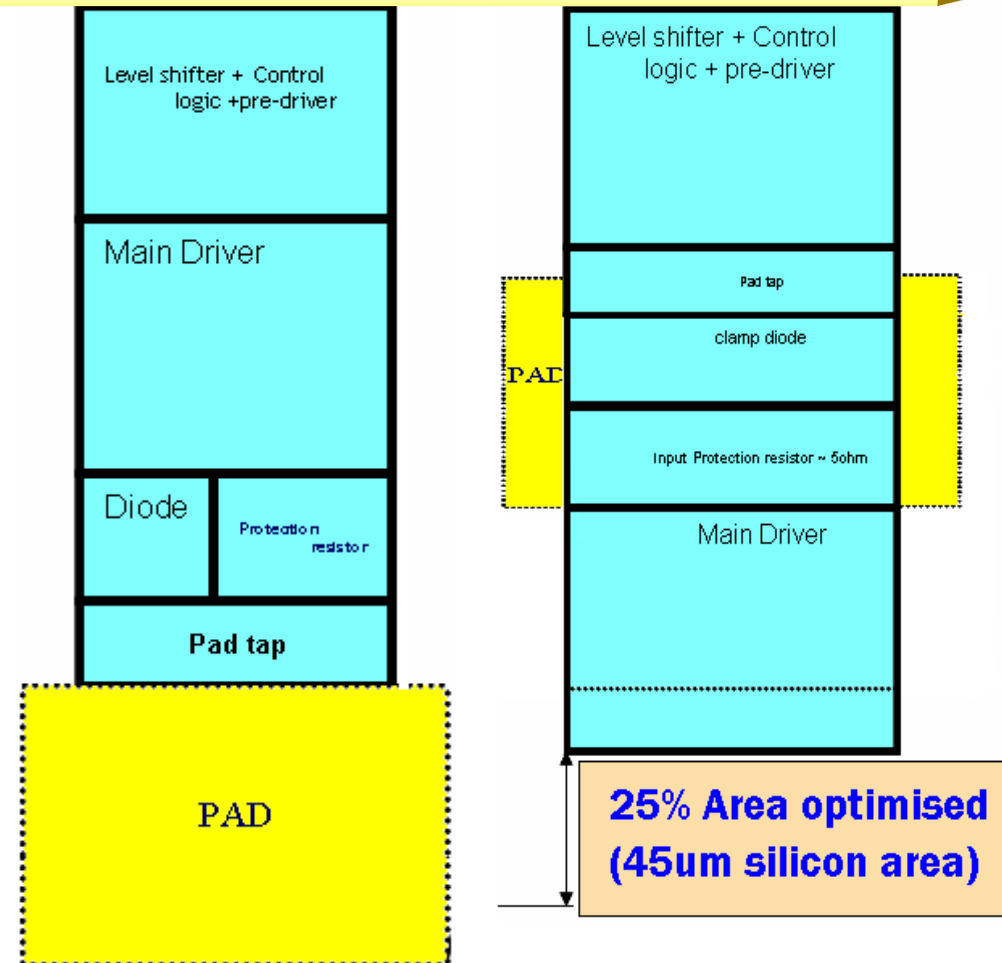 Level shifter + Control
logic +pre-driver
Main Driver
Diode
Protection
resistor
Pad tap
PAD
Level shifter + Control
logic + pre-driver
Pad tap
clamp diode
PAD
Input Protection resistor ~ 5ohm
Main Driver
25% Area optimised
(45um silicon area)